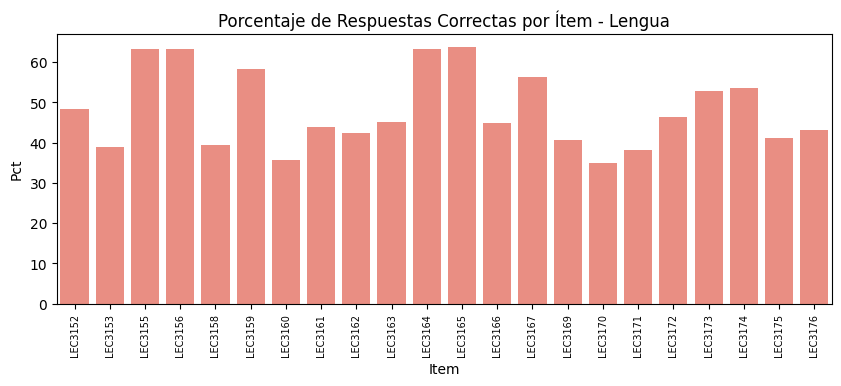 Porcentaje de Respuestas Correctas por Ítem - Lengua
Pct
60
50
40
30
20
10
0
LEC3152
LEC3153
LEC3155
LEC3156
LEC3158
LEC3159
LEC3160
LEC3161
LEC3162
LEC3163
LEC3164
LEC3165
LEC3166
LEC3167
LEC3169
LEC3170
LEC3171
LEC3172
LEC3173
LEC3174
LEC3175
LEC3176
Item